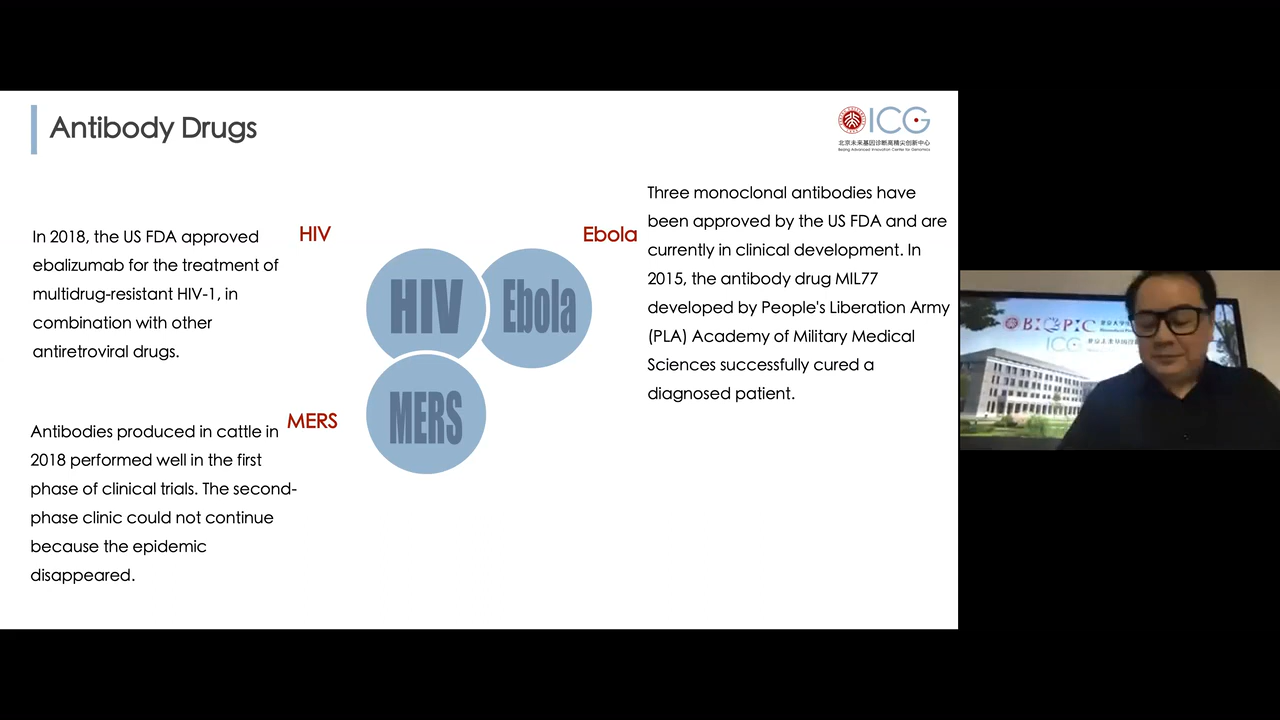 Antibody Drugs
ICG
北京未来基因诊断高精尖创新中心
Beijing Advanced Innovation Center for Genomics
In 2018, the US FDA approved
ebalizumab for the treatment of
multidrug-resistant HIV-1, in
combination with other
antiretroviral drugs.
HIV
HIV
Ebola
Ebola
Three monoclonal antibodies have
been approved by the US FDA and are
currently in clinical development. In
2015, the antibody drug MIL77
developed by People's Liberation Army
(PLA) Academy of Military Medical
Sciences successfully cured a
diagnosed patient.
MERS
MERS
Antibodies produced in cattle in
2018 performed well in the first
phase of clinical trials. The second-
phase clinic could not continue
because the epidemic
disappeared.
BIOPIC
ICG